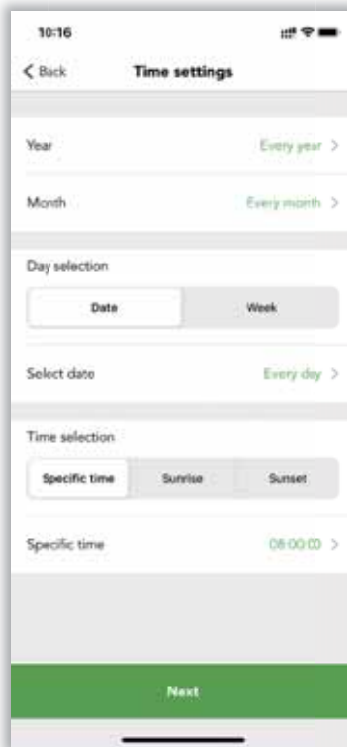 10:16
Back Time settings
Year Every year
Month Every month
Day selection
Date Week
Select date Every day
Time selection
Specific time Sunrise Sunset
Specific time 08:00:00
Next